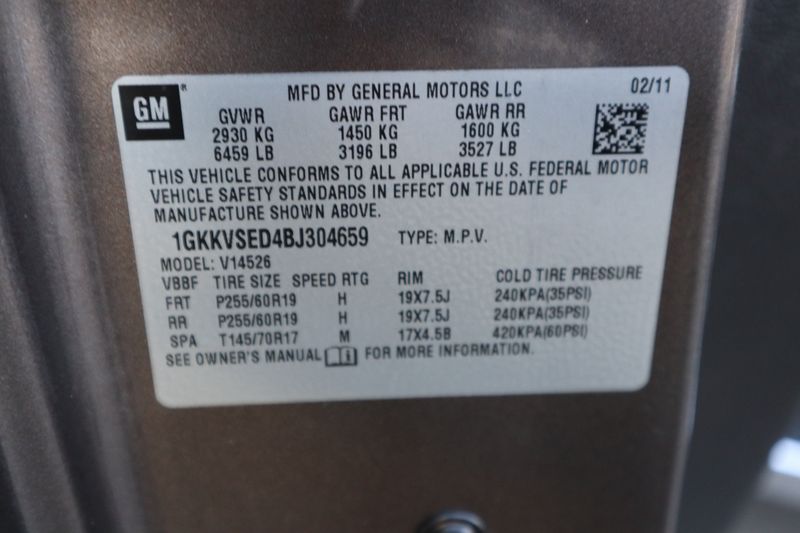 GM MFD BY GENERAL MOTORS LLC 02/11
GVWR GAWR FRT GAWR RR
2930 KG 1450 KG 1600 KG
6459 LB 3196 LB 3527 LB
THIS VEHICLE CONFORMS TO ALL APPLICABLE U.S. FEDERAL MOTOR
VEHICLE SAFETY STANDARDS IN EFFECT ON THE DATE OF
MANUFACTURE SHOWN ABOVE.
1GKKVSED4BJ304659 TYPE: M.P.V.
MODEL: V14526
VBBF TIRE SIZE SPEED RTG RIM COLD TIRE PRESSURE
FRT P255/60R19 H 19X7.5J 240KPA(35PSI)
RR P255/60R19 H 19X7.5J 240KPA(35PSI)
SPA T145/70R17 M 17X4.5B 420KPA(60PSI)
SEE OWNER'S MANUAL FOR MORE INFORMATION.